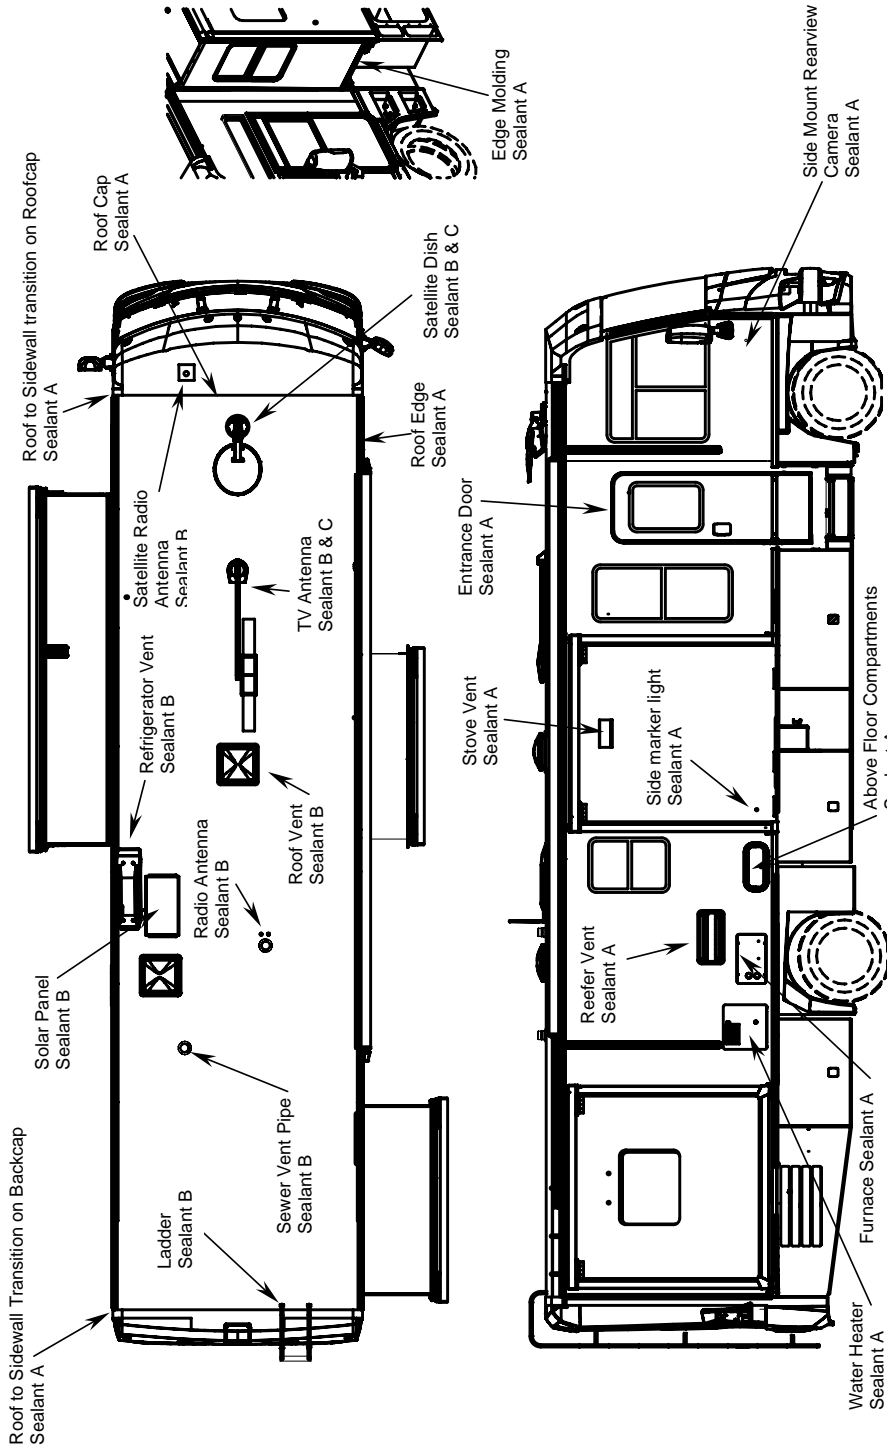 Roof to Sidewall Transition on Backcap
Sealant A
Solar Panel
Sealant B
Refrigerator Vent
Sealant B
Satellite Radio
Antenna
Sealant B
Roof to Sidewall transition on Roofcap
Sealant A
Roof Cap
Sealant A
Edge Molding
Sealant A
Ladder
Sealant B
Sewer Vent Pipe
Sealant B
Radio Antenna
Sealant B
Roof Vent
Sealant B
TV Antenna
Sealant B & C
Roof Edge
Sealant A
Satellite Dish
Sealant B & C
Stove Vent
Sealant A
Entrance Door
Sealant A
Side Mount Rearview
Camera
Sealant A
Reefer Vent
Sealant A
Side marker light
Sealant A
Water Heater
Sealant A
Furnace Sealant A
Above Floor Compartments